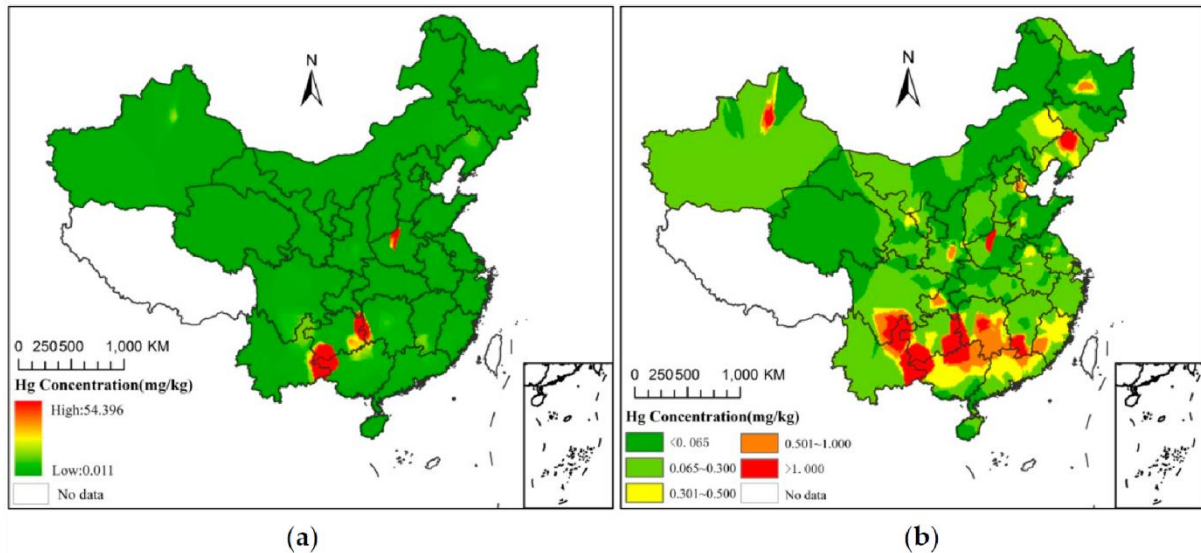 N
0 250500 1,000 KM
Hg Concentration(mg/kg)
High:54.396
Low:0.011
No data
(a)
N
0 250500 1,000 KM
Hg Concentration(mg/kg)
<0.065
0.065~0.300
0.301~0.500
0.501~1.000
>1.000
No data
(b)